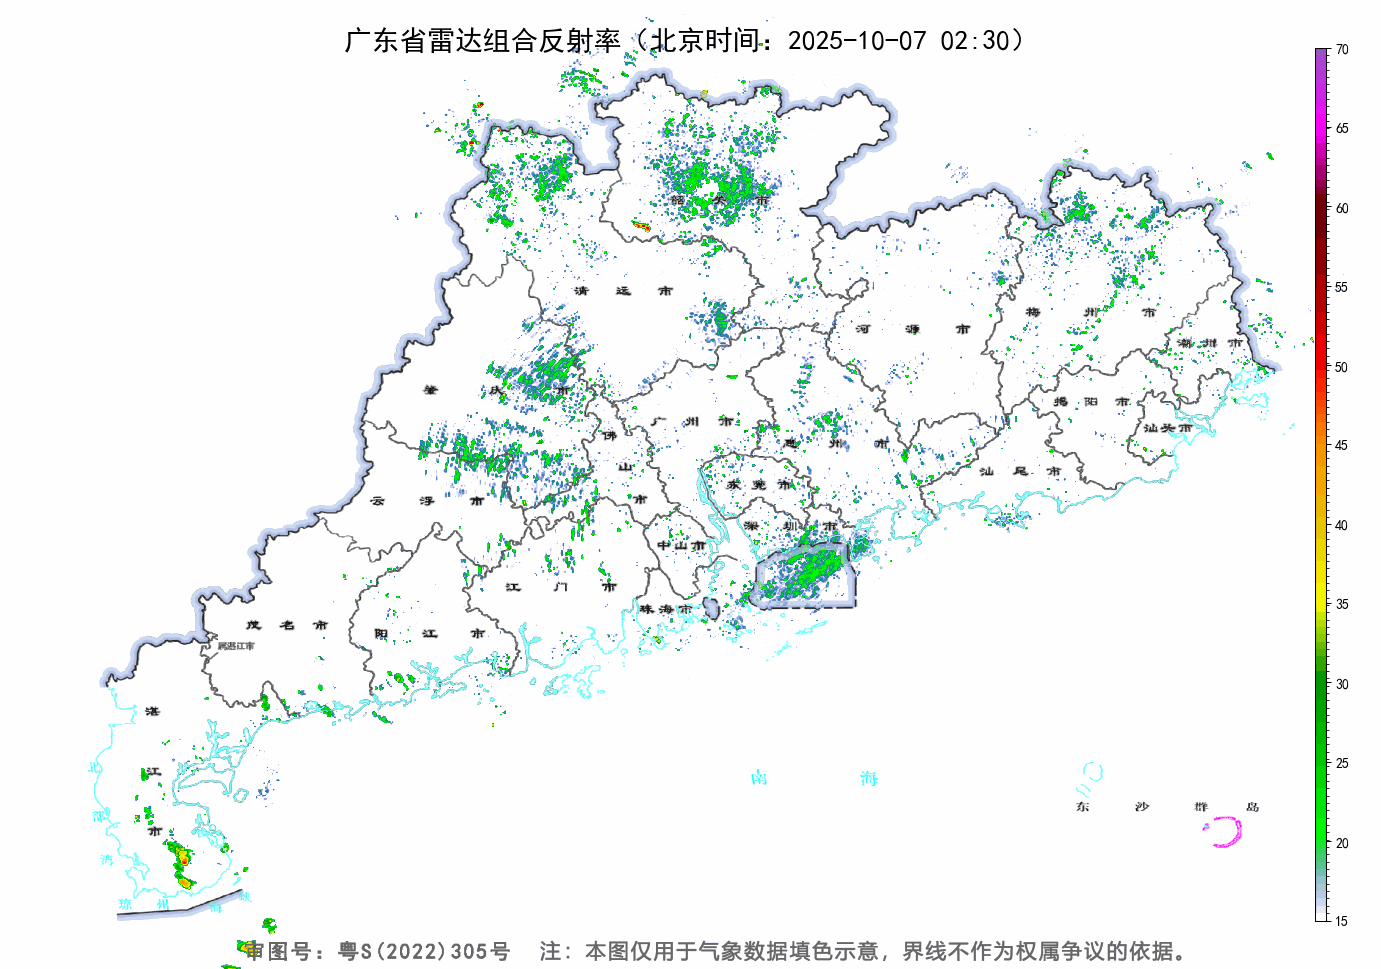 广东省雷达组合反射率（北京时间：2025-10-07 02:30）
70
65
60
55
50
45
40
35
30
25
20
15
韶关市
清远市
河源市
梅州市
潮州市
肇庆市
揭阳市
汕头市
广州市
佛山市
惠州市
汕尾市
东莞市
云浮市
深圳市
中山市
江门市
珠海市
茂名市
阳江市
属湛江市
湛江市
北部湾
南海
东沙群岛
琼州海峡
审图号：粤S(2022)305号 注：本图仅用于气象数据填色示意，界线不作为权属争议的依据。